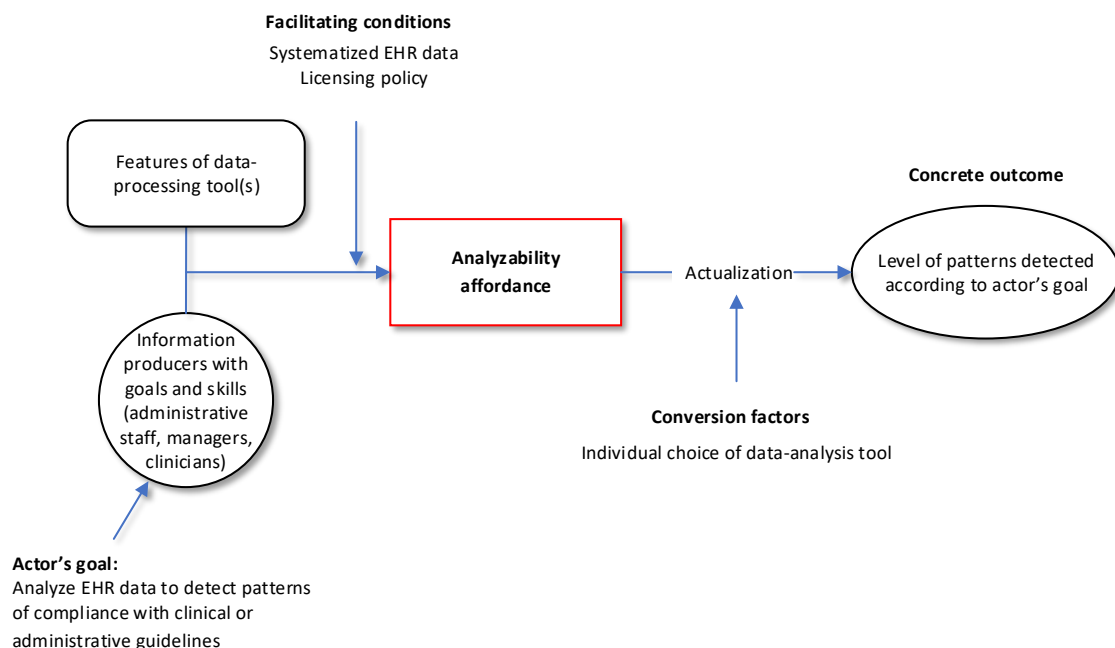 Facilitating conditions
Systematized EHR data
Licensing policy
Features of data-
processing tool(s)
Concrete outcome
Analyzability
affordance
Actualization
Level of patterns detected
according to actor’s goal
Information
producers with
goals and skills
(administrative
staff, managers,
clinicians)
Conversion factors
Individual choice of data-analysis tool
Actor’s goal:
Analyze EHR data to detect patterns
of compliance with clinical or
administrative guidelines